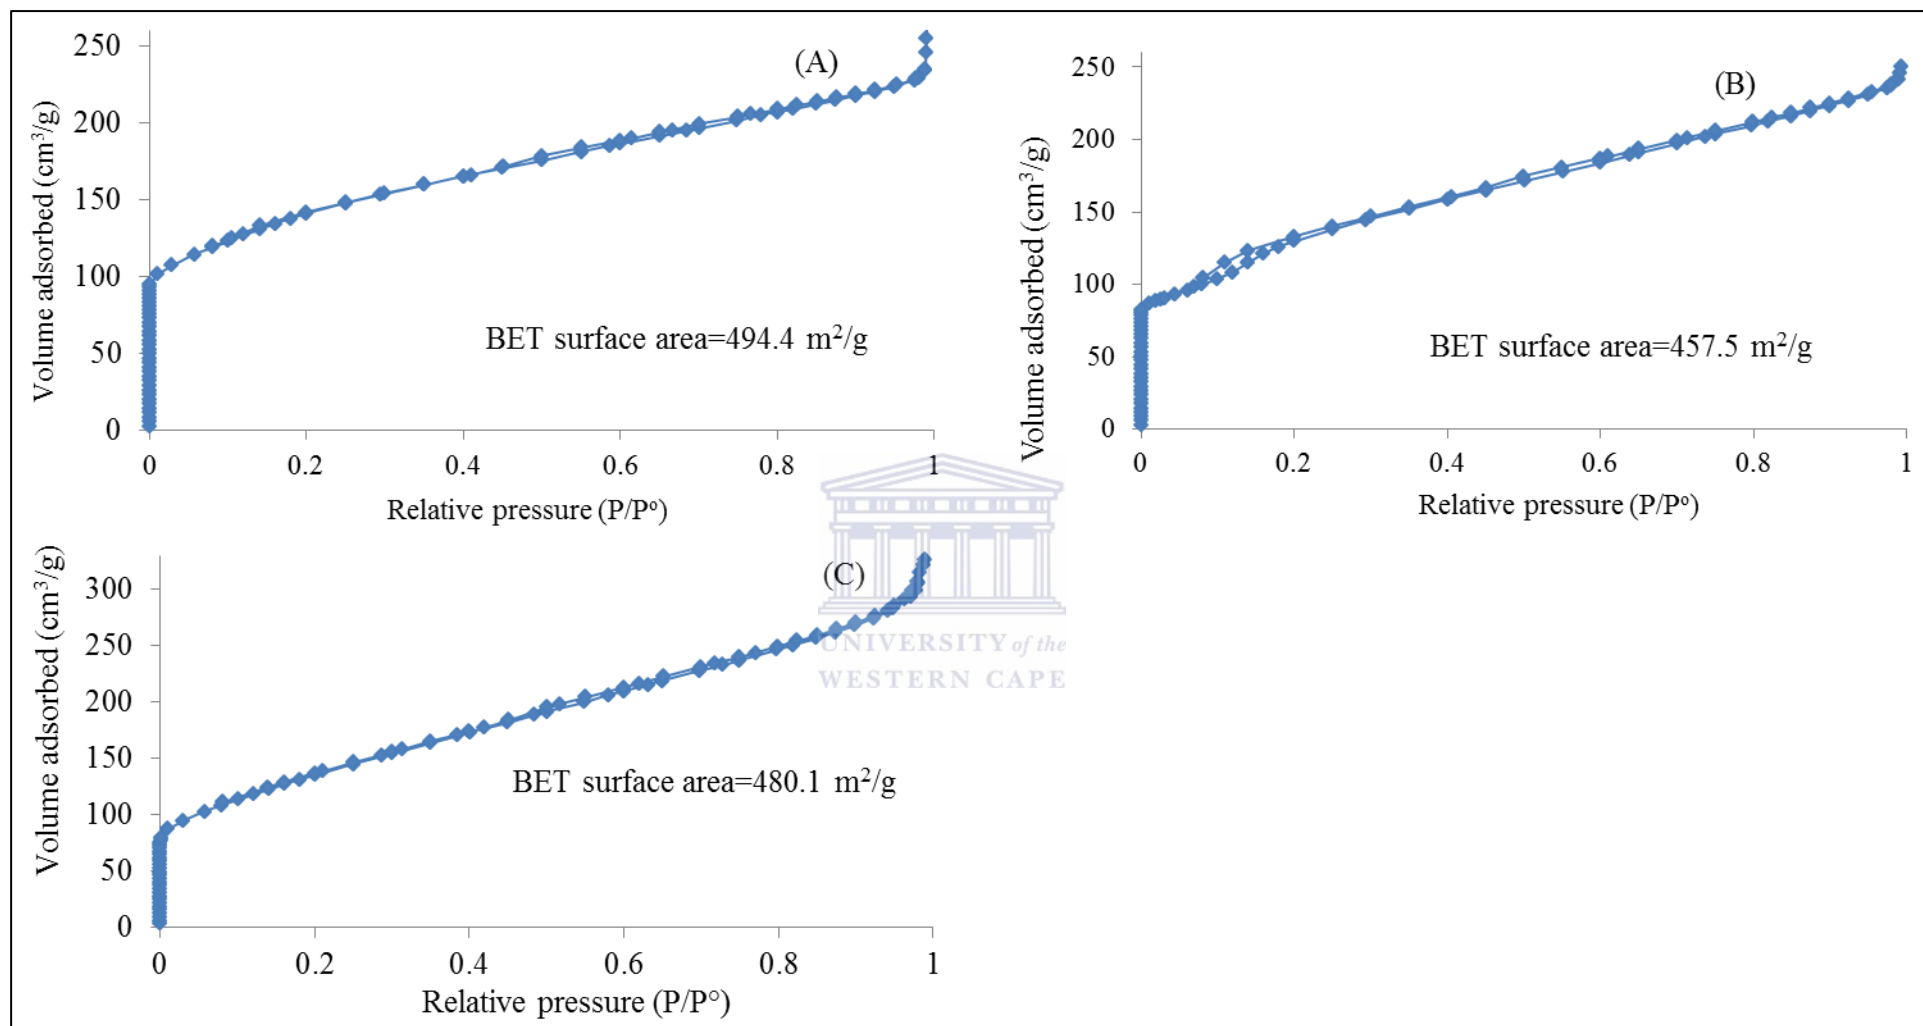 250
200
150
100
50
0
Volume adsorbed (cm³/g)
(A)
BET surface area=494.4 m²/g
0 0.2 0.4 0.6 0.8 1
Relative pressure (P/Pº)
250
200
150
100
50
0
Volume adsorbed (cm³/g)
(B)
BET surface area=457.5 m²/g
0 0.2 0.4 0.6 0.8 1
Relative pressure (P/Pº)
300
250
200
150
100
50
0
Volume adsorbed (cm³/g)
(C)
BET surface area=480.1 m²/g
0 0.2 0.4 0.6 0.8 1
Relative pressure (P/P°)
UNIVERSITY of the
WESTERN CAPE